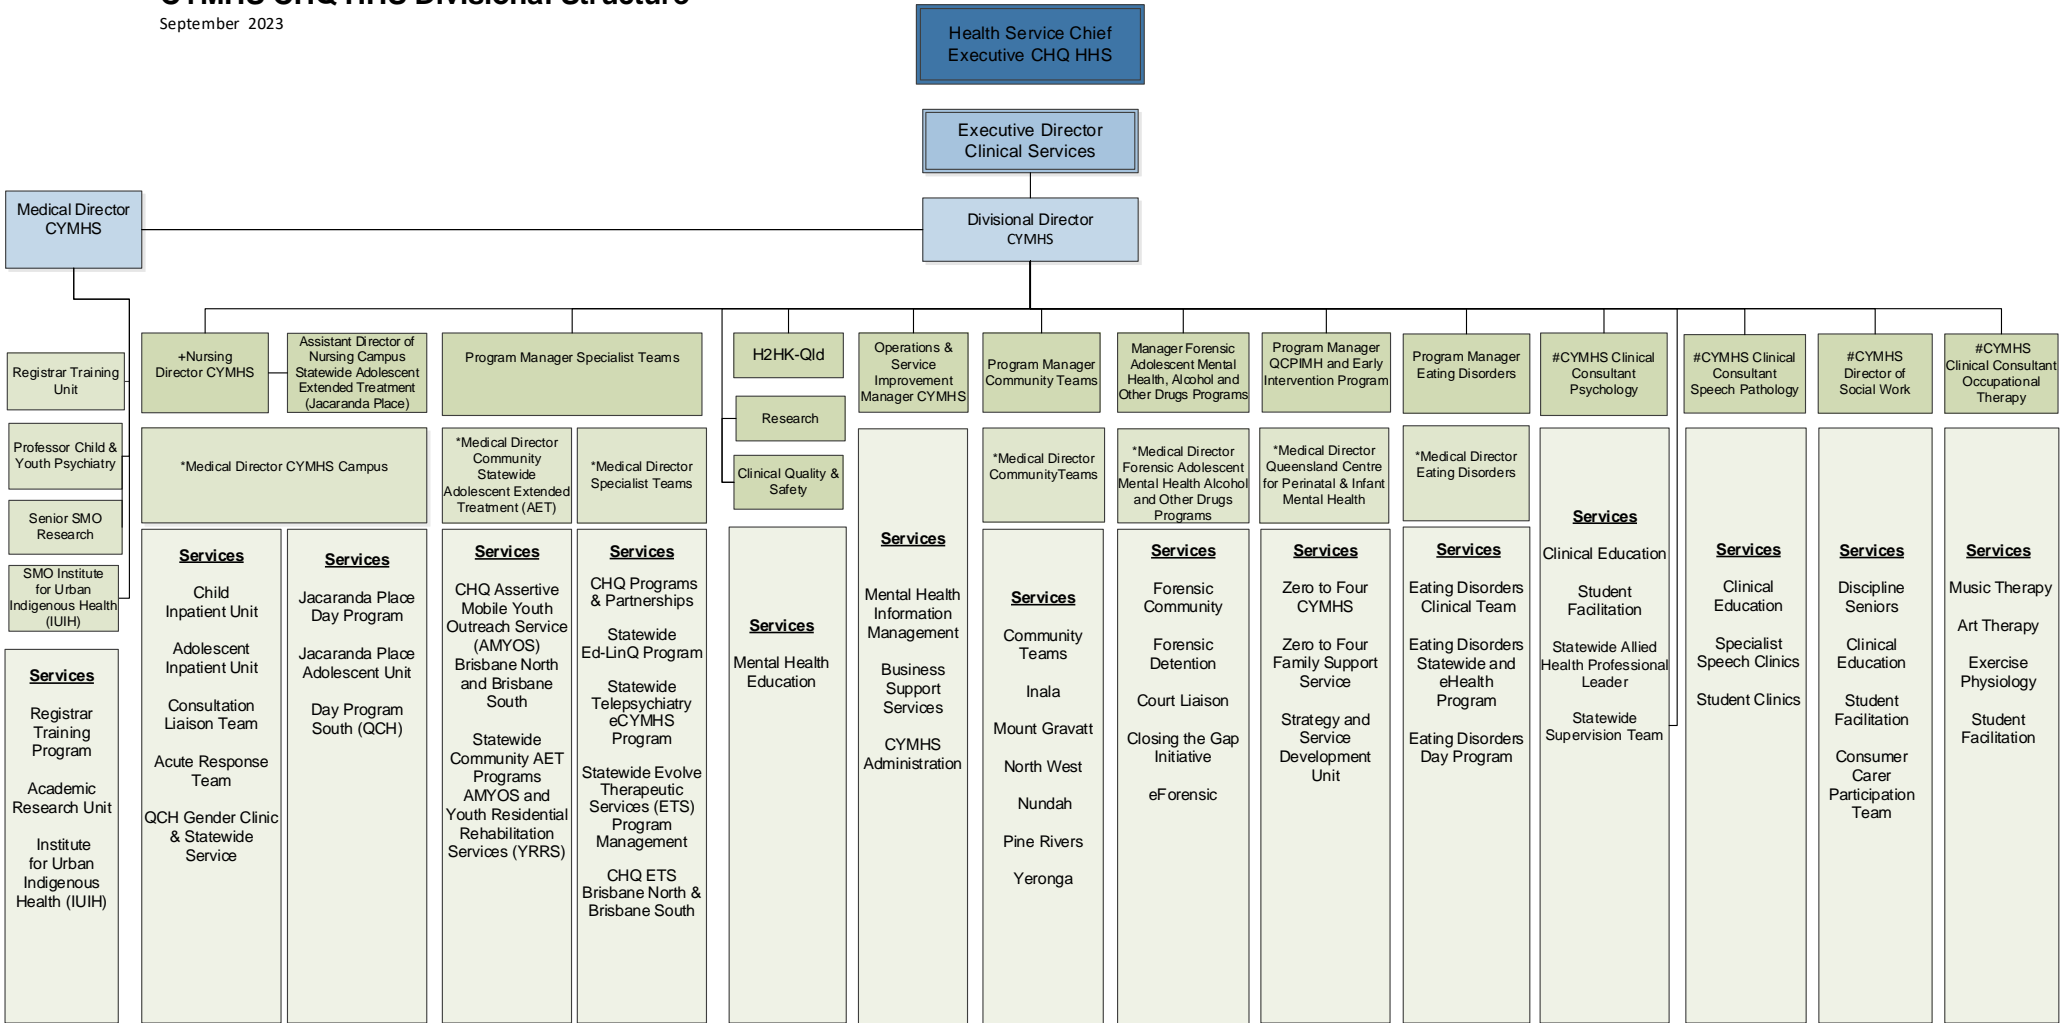 CYMHS CHQ HHS Divisional Structure
September 2023
Health Service Chief
Executive CHQ HHS
Executive Director
Clinical Services
Medical Director
CYMHS
Divisional Director
CYMHS
Registrar Training
Unit
Professor Child &
Youth Psychiatry
Senior SMO
Research
SMO Institute
for Urban
Indigenous Health
(IUIH)
Services
Registrar
Training
Program
Academic
Research Unit
Institute
for Urban
Indigenous
Health (IUIH)
+Nursing
Director CYMHS
Assistant Director of
Nursing Campus
Statewide Adolescent
Extended Treatment
(Jacaranda Place)
*Medical Director CYMHS Campus
Services
Child
Inpatient Unit
Adolescent
Inpatient Unit
Consultation
Liaison Team
Acute Response
Team
QCH Gender Clinic
& Statewide
Service
Services
Jacaranda Place
Day Program
Jacaranda Place
Adolescent Unit
Day Program
South (QCH)
Program Manager Specialist Teams
*Medical Director
Community
Statewide
Adolescent Extended
Treatment (AET)
*Medical Director
Specialist Teams
Services
CHQ Assertive
Mobile Youth
Outreach Service
(AMYOS)
Brisbane North
and Brisbane
South
Statewide
Community AET
Programs
AMYOS and
Youth Residential
Rehabilitation
Services (YRRS)
Services
CHQ Programs
& Partnerships
Statewide
Ed-LinQ Program
Statewide
Telepsychiatry
eCYMHS
Program
Statewide Evolve
Therapeutic
Services (ETS)
Program
Management
CHQ ETS
Brisbane North &
Brisbane South
H2HK-Qld
Research
Clinical Quality &
Safety
Services
Mental Health
Education
Operations &
Service
Improvement
Manager CYMHS
Services
Mental Health
Information
Management
Business
Support
Services
CYMHS
Administration
Program Manager
Community Teams
*Medical Director
CommunityTeams
Services
Community
Teams
Inala
Mount Gravatt
North West
Nundah
Pine Rivers
Yeronga
Manager Forensic
Adolescent Mental
Health, Alcohol and
Other Drugs Programs
*Medical Director
Forensic Adolescent
Mental Health Alcohol
and Other Drugs
Programs
Services
Forensic
Community
Forensic
Detention
Court Liaison
Closing the Gap
Initiative
eForensic
Program Manager
QCPIMH and Early
Intervention Program
*Medical Director
Queensland Centre
for Perinatal & Infant
Mental Health
Services
Zero to Four
CYMHS
Zero to Four
Family Support
Service
Strategy and
Service
Development
Unit
Program Manager
Eating Disorders
*Medical Director
Eating Disorders
Services
Eating Disorders
Clinical Team
Eating Disorders
Statewide and
eHealth
Program
Eating Disorders
Day Program
#CYMHS Clinical
Consultant
Psychology
Services
Clinical Education
Student
Facilitation
Statewide Allied
Health Professional
Leader
Statewide
Supervision Team
#CYMHS Clinical
Consultant
Speech Pathology
Services
Clinical
Education
Specialist
Speech Clinics
Student Clinics
#CYMHS
Director of
Social Work
Services
Discipline
Seniors
Clinical
Education
Student
Facilitation
Consumer
Carer
Participation
Team
#CYMHS
Clinical Consultant
Occupational
Therapy
Services
Music Therapy
Art Therapy
Exercise
Physiology
Student
Facilitation